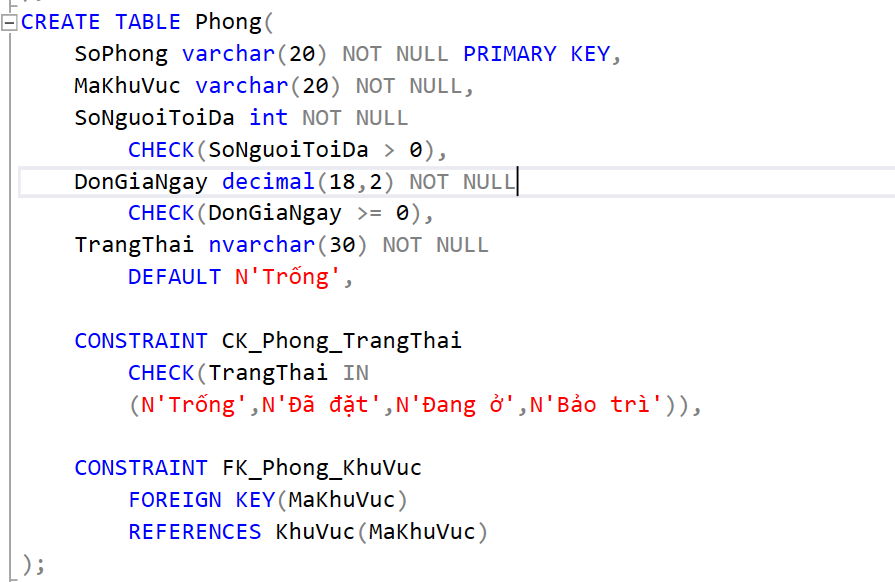 CREATE TABLE Phong(
    SoPhong varchar(20) NOT NULL PRIMARY KEY,
    MaKhuVuc varchar(20) NOT NULL,
    SoNguoiToiDa int NOT NULL
        CHECK(SoNguoiToiDa > 0),
    DonGiaNgay decimal(18,2) NOT NULL
        CHECK(DonGiaNgay >= 0),
    TrangThai nvarchar(30) NOT NULL
        DEFAULT N'Trống',

    CONSTRAINT CK_Phong_TrangThai
        CHECK(TrangThai IN
        (N'Trống',N'Đã đặt',N'Đang ở',N'Bảo trì')),

    CONSTRAINT FK_Phong_KhuVuc
        FOREIGN KEY(MaKhuVuc)
        REFERENCES KhuVuc(MaKhuVuc)
);